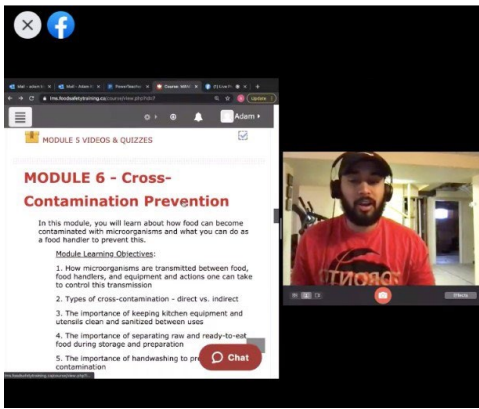 Adam
Update
MODULE 5 VIDEOS & QUIZZES
MODULE 6 - Cross-
Contamination Prevention
In this module, you will learn about how food can become
contaminated with microorganisms and what you can do as
a food handler to prevent this.
Module Learning Objectives:
1. How microorganisms are transmitted between food,
food handlers, and equipment and actions one can take
to control this transmission
2. Types of cross-contamination - direct vs. indirect
3. The importance of keeping kitchen equipment and
utensils clean and sanitized between uses
4. The importance of separating raw and ready-to-eat
food during storage and preparation
5. The importance of handwashing to
contamination
Chat
Effects